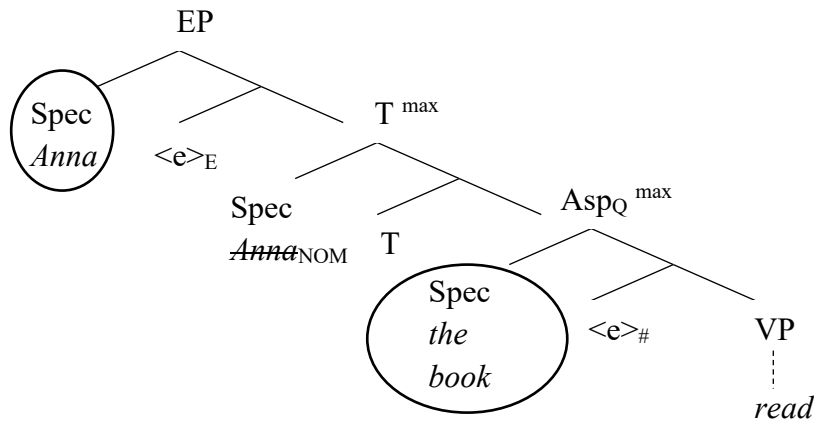 EP
Spec
Anna
<e>E
T max
Spec
AnnaNOM
T
AspQ max
Spec
the
book
<e>#
VP
read